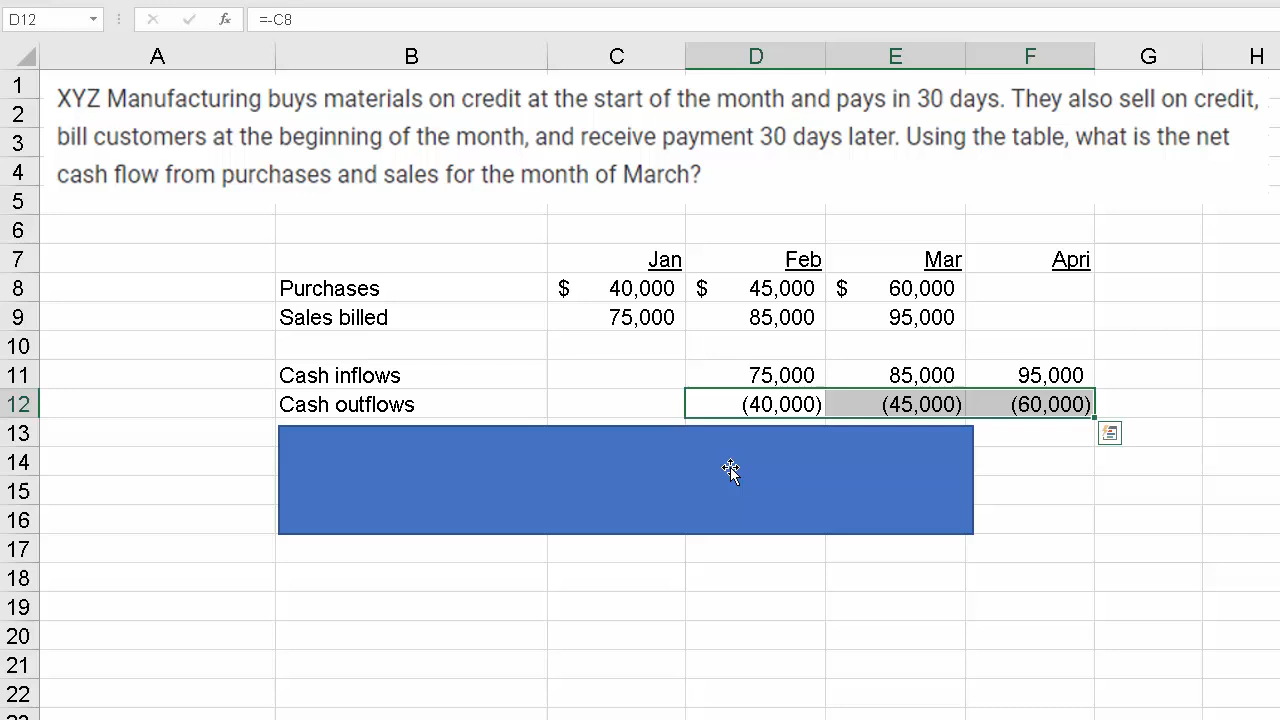 D12 fx =-C8
A B C D E F G H
1
XYZ Manufacturing buys materials on credit at the start of the month and pays in 30 days. They also sell on credit,
2
bill customers at the beginning of the month, and receive payment 30 days later. Using the table, what is the net
3
cash flow from purchases and sales for the month of March?
4
5
6
7 Jan Feb Mar Apri
8 Purchases $ 40,000 $ 45,000 $ 60,000
9 Sales billed 75,000 85,000 95,000
10
11 Cash inflows 75,000 85,000 95,000
12 Cash outflows (40,000) (45,000) (60,000)
13
14
15
16
17
18
19
20
21
22
23